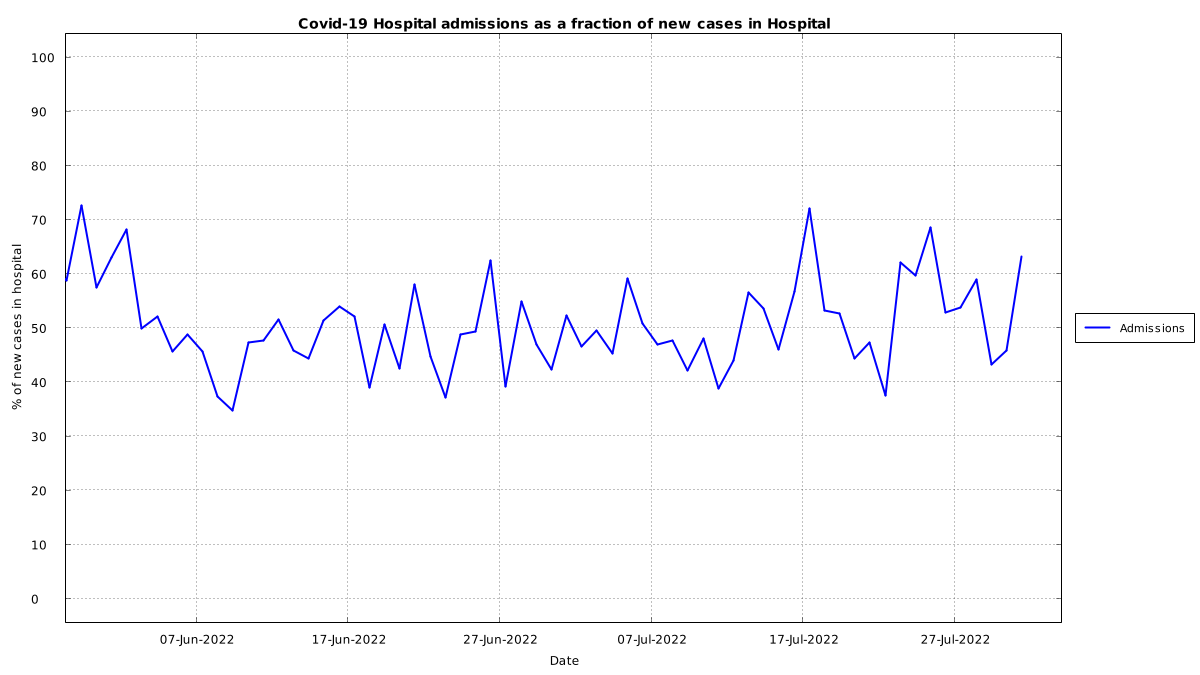 Covid-19 Hospital admissions as a fraction of new cases in Hospital
100
90
80
70
60
50
40
30
20
10
0
% of new cases in hospital
07-Jun-2022
17-Jun-2022
27-Jun-2022
07-Jul-2022
17-Jul-2022
27-Jul-2022
Date
Admissions